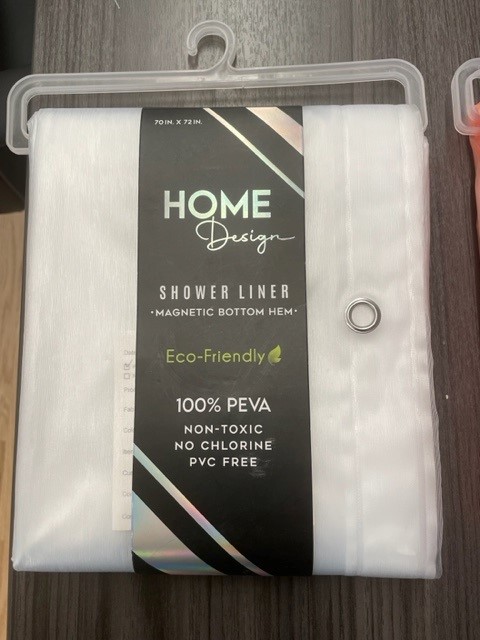 70 IN. X 72 IN.
HOME
Design
SHOWER LINER
•MAGNETIC BOTTOM HEM•
Eco-Friendly
100% PEVA
NON-TOXIC
NO CHLORINE
PVC FREE